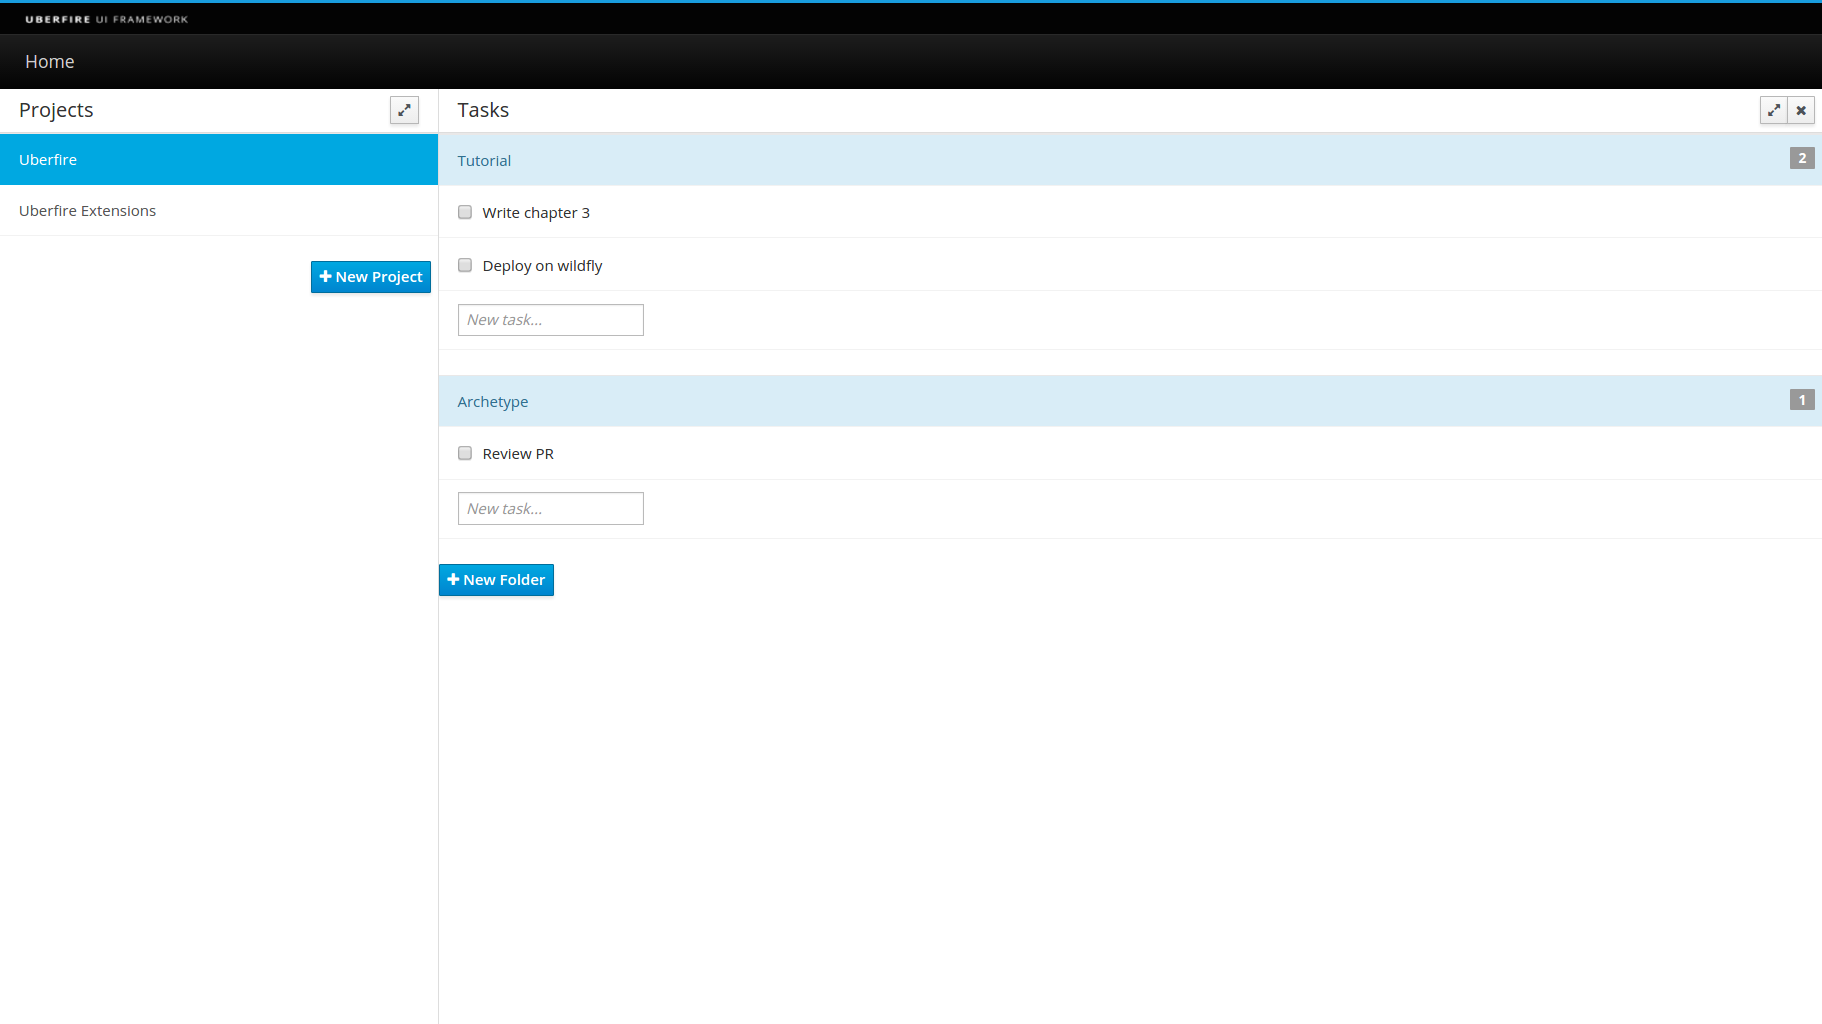 UBERFIRE UI FRAMEWORK
Home
Projects
Uberfire
Uberfire Extensions
New Project
Tasks
Tutorial 2
Write chapter 3
Deploy on wildfly
New task...
Archetype 1
Review PR
New task...
New Folder